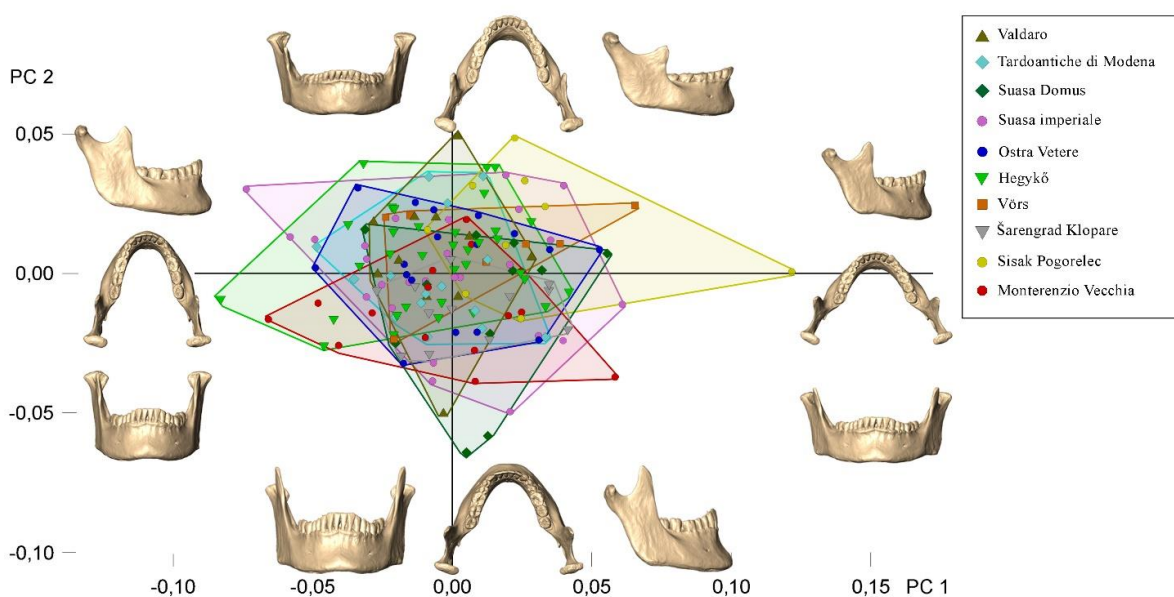 PC 2
0,05
0,00
-0,05
-0,10
-0,10
-0,05
0,00
0,05
0,10
0,15
PC 1
Valdaro
Tardoantiche di Modena
Suasa Domus
Suasa imperiale
Ostra Vetere
Hegykő
Vörs
Šarengrad Klopare
Sisak Pogorelec
Monterenzio Vecchia